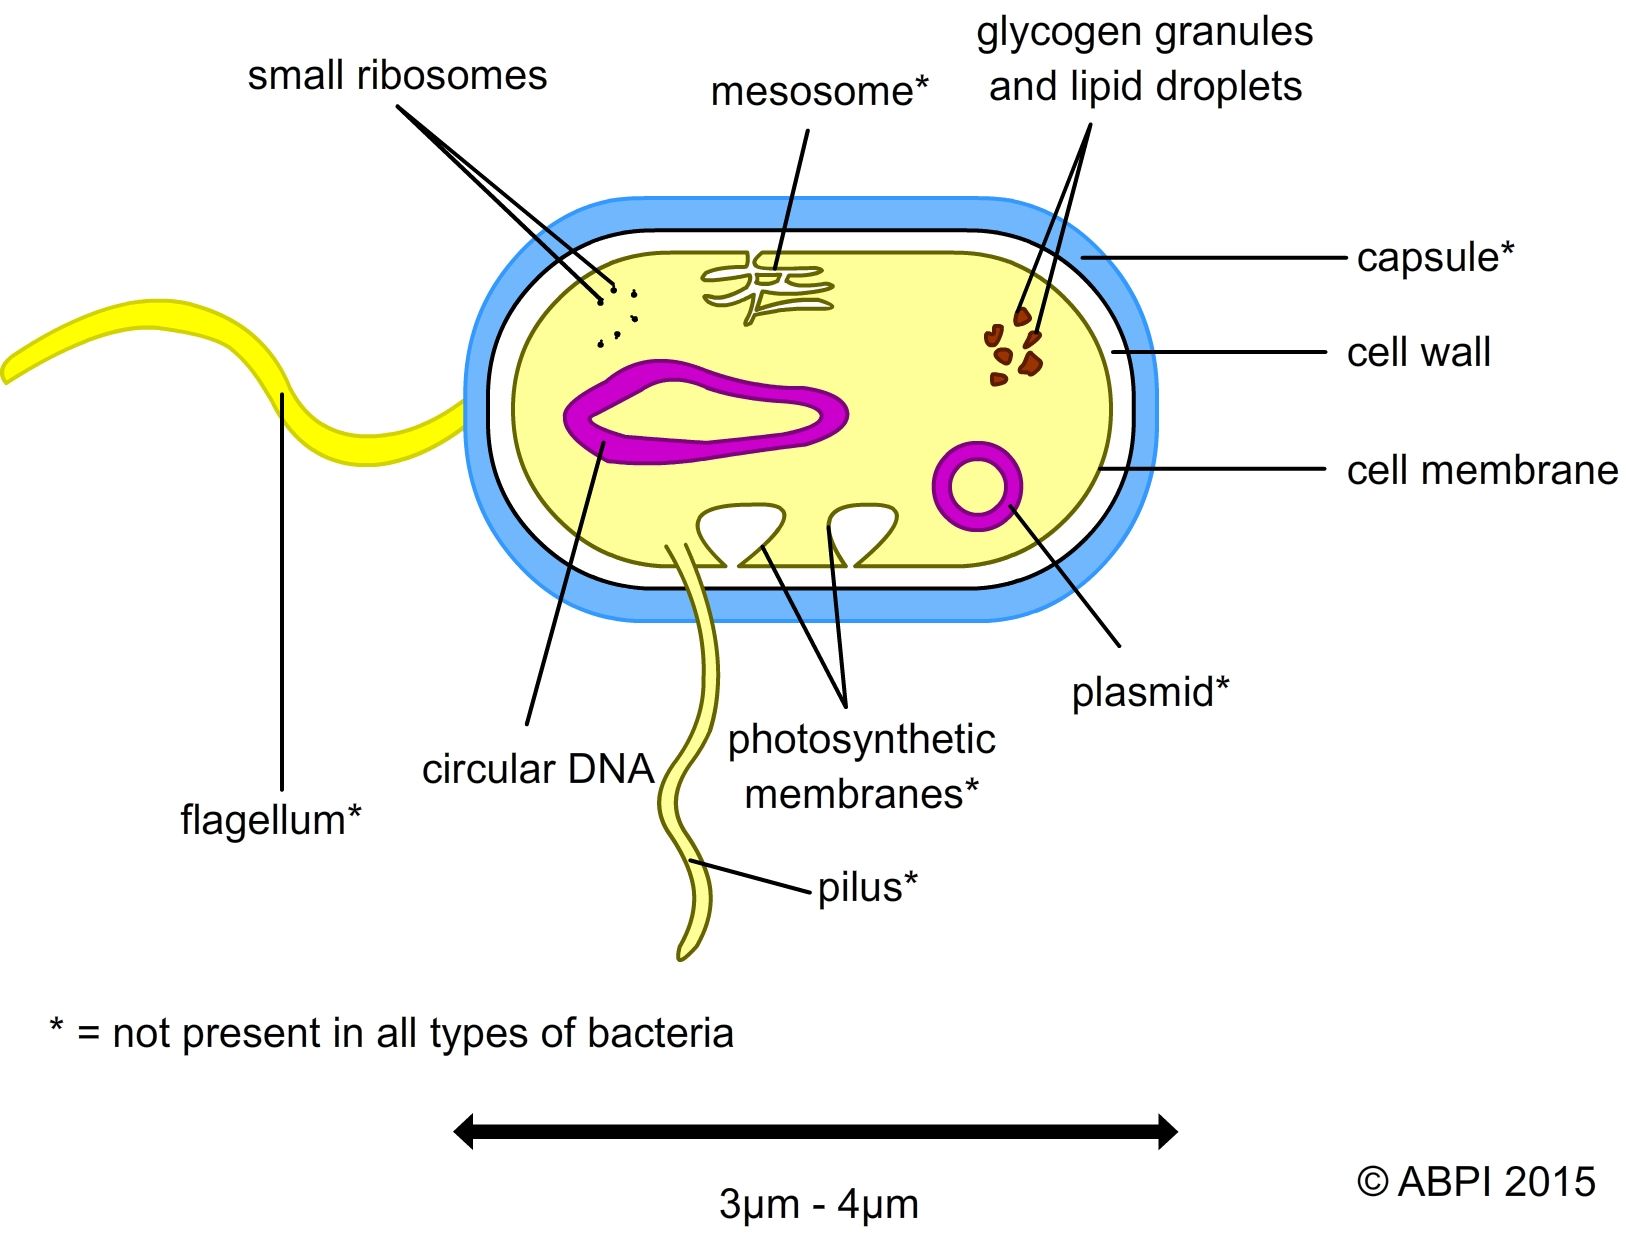 glycogen granules
and lipid droplets
small ribosomes
mesosome*
capsule*
cell wall
cell membrane
plasmid*
photosynthetic
membranes*
circular DNA
flagellum*
pilus*
* = not present in all types of bacteria
3µm - 4µm
© ABPI 2015